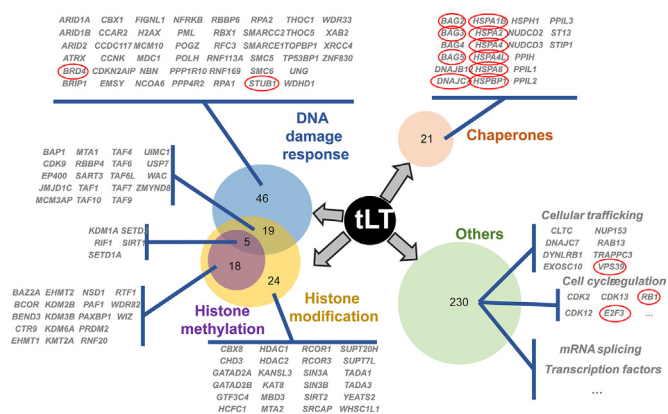 ARID1A CBX1 FIGNL1 NFRKB RBBP6 RPA2 THOC1 WDR33
ARID1B CCAR2 H2AX PML RBX1 SMARCC2 THOC5 XAB2
ARID2 CCDC117 MCM10 POGZ RFC3 SMARCE1 TOPBP1 XRCC4
ATRX CCNK MDC1 POLH RNF113A SMC5 TP53BP1 ZNF830
BRD4 CDKN2AIP NBN PPP1R10 RNF169 SMC6 UNG
BRIP1 EMSY NCOA6 PPP4R2 RPA1 STUB1 WDHD1
BAG2 HSPA1B HSPH1 PPIL3
BAG3 HSPA2 NUDCD2 ST13
BAG4 HSPA4 NUDCD3 STIP1
BAG5 HSPA4L PPIH
DNAJB12 HSPA8 PPIL1
DNAJC7 HSPBP1 PPIL2
DNA
damage
response
21
Chaperones
BAP1 MTA1 TAF4 UIMC1
CDK9 RBBP4 TAF6 USP7
EP400 SART3 TAF6L WAC
JMJD1C TAF1 TAF7 ZMYND8
MCM3AP TAF10 TAF9
46
19
5
18
24
tLT
KDM1A SETD7
RIF1 SIRT1
SETD1A
Others
230
Cellular trafficking
CLTC NUP153
DNAJC7 RAB13
DYNLRB1 TRAPPC3
EXOSC10 VPS39
Cell cycle regulation
CDK2 CDK13 RB1
CDK12 E2F3 ...
mRNA splicing
Transcription factors
...
BAZ2A EHMT2 NSD1 RTF1
BCOR KDM2B PAF1 WDR82
BEND3 KDM3B PAXBP1 WIZ
CTR9 KDM6A PRDM2
EHMT1 KMT2A RNF20
Histone
methylation
Histone
modification
CBX8 HDAC1 RCOR1 SUPT20H
CHD3 HDAC2 RCOR3 SUPT7L
GATAD2A KANSL3 SIN3A TADA1
GATAD2B KAT8 SIN3B TADA3
GTF3C4 MBD3 SIRT2 YEATS2
HCFC1 MTA2 SRCAP WHSC1L1